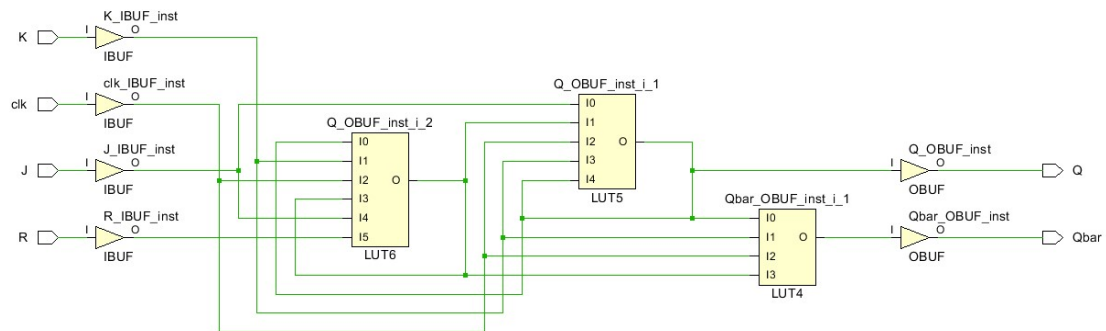 K_IBUF_inst
K
I
O
IBUF
clk_IBUF_inst
clk
I
O
IBUF
J_IBUF_inst
J
I
O
IBUF
R_IBUF_inst
R
I
O
IBUF
Q_OBUF_inst_i_2
I0
I1
I2
O
I3
I4
I5
LUT6
Q_OBUF_inst_i_1
I0
I1
I2
O
I3
I4
LUT5
Qbar_OBUF_inst_i_1
I0
I1
O
I2
I3
LUT4
Q_OBUF_inst
I
O
Q
OBUF
Qbar_OBUF_inst
I
O
Qbar
OBUF